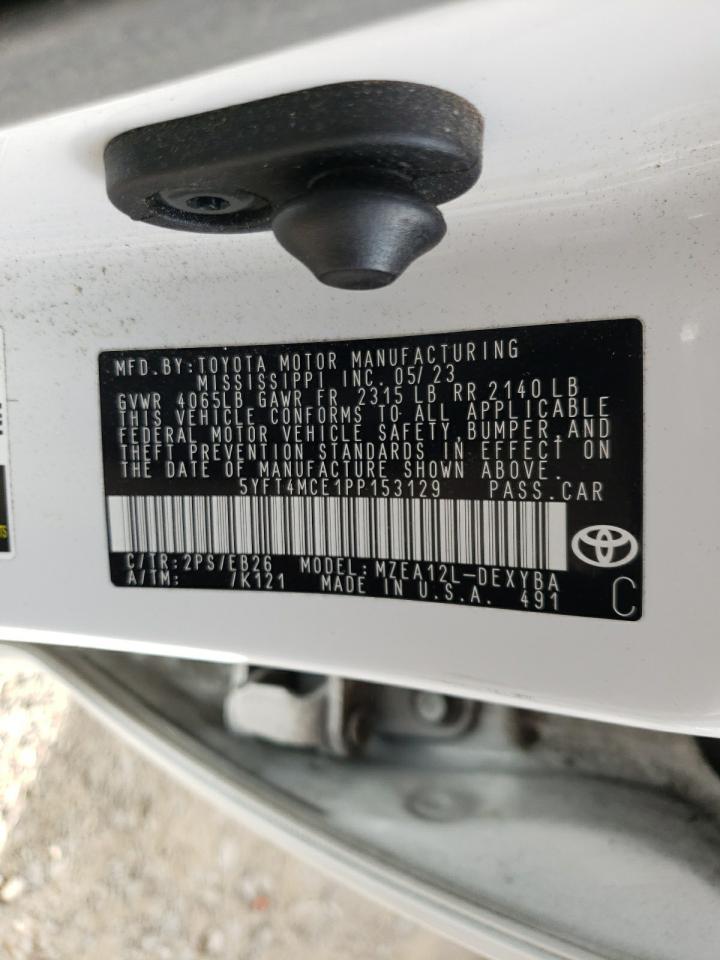 MFD.BY:TOYOTA MOTOR MANUFACTURING
MISSISSIPPI INC. 05/23
GVWR 4065LB GAWR FR 2315 LB RR 2140 LB
THIS VEHICLE CONFORMS TO ALL APPLICABLE
FEDERAL MOTOR VEHICLE SAFETY,BUMPER,AND
THEFT PREVENTION STANDARDS IN EFFECT ON
THE DATE OF MANUFACTURE SHOWN ABOVE.
5YFT4MCE1PP153129 PASS.CAR
C/TR:2PS/EB26 MODEL:MZEA12L-DEXYBA
A/TM: /K121 MADE IN U.S.A. 491
C